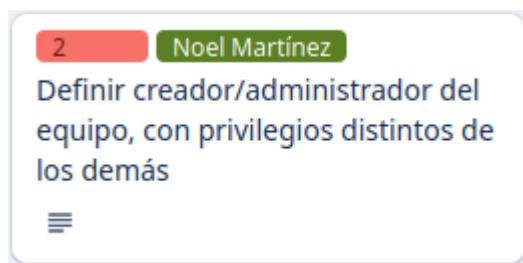 2 Noel Martínez
Definir creador/administrador del
equipo, con privilegios distintos de
los demás